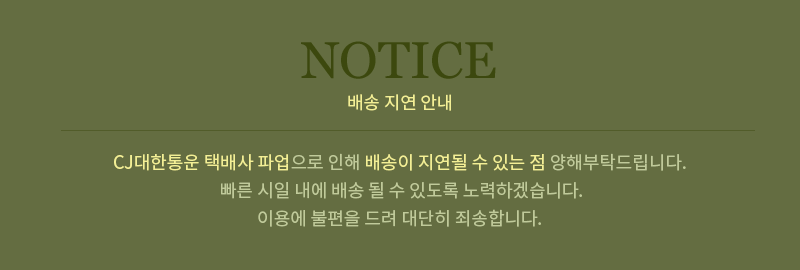 NOTICE
배송 지연 안내
CJ대한통운 택배사 파업으로 인해 배송이 지연될 수 있는 점 양해부탁드립니다.
빠른 시일 내에 배송 될 수 있도록 노력하겠습니다.
이용에 불편을 드려 대단히 죄송합니다.